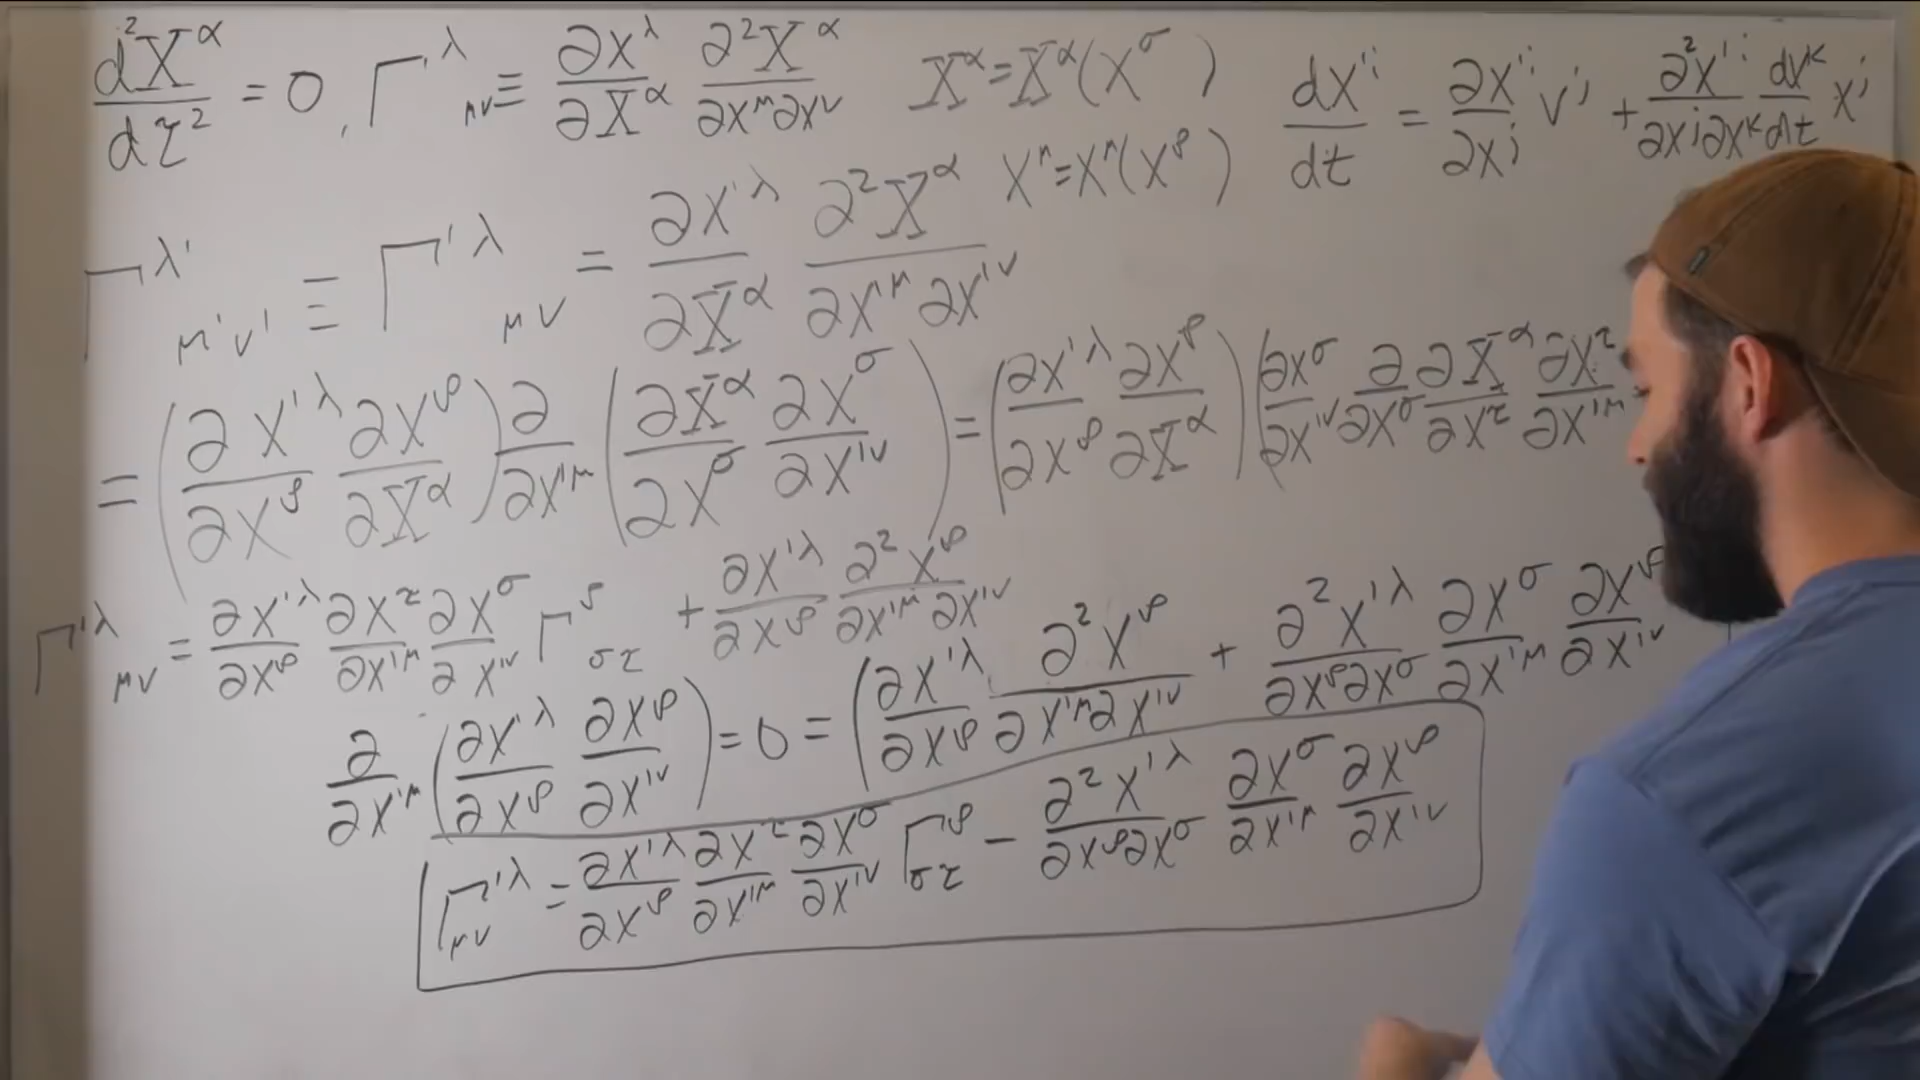 d²X^α/dτ² = 0, Γ'^λ_μν ≡ ∂x^λ/∂X^α ∂²X^α/∂x^μ∂x^ν X^α = X^α(x^σ) dx'^i/dt = ∂x'^i/∂x^j v^j + ∂²x'^i/∂x^j∂x^k dx^k/dt x^j
x^μ = x^μ(x^ρ)
Γ^λ'_μ'ν' ≡ Γ'^λ_μν = ∂x'^λ/∂X^α ∂²X^α/∂x'^μ∂x'^ν
= (∂x'^λ/∂x^ρ ∂x^ρ/∂X^α) ∂/∂x'^μ (∂X^α/∂x^σ ∂x^σ/∂x'^ν) = (∂x'^λ/∂x^ρ ∂x^ρ/∂X^α)(∂x^σ/∂x'^ν ∂/∂x^σ ∂X^α/∂x^τ ∂x^τ/∂x'^μ
Γ'^λ_μν = ∂x'^λ/∂x^ρ ∂x^τ/∂x'^μ ∂x^σ/∂x'^ν Γ^ρ_στ + ∂x'^λ/∂x^ρ ∂²x^ρ/∂x'^μ∂x'^ν
∂/∂x'^μ (∂x'^λ/∂x^ρ ∂x^ρ/∂x'^ν) = 0 = (∂x'^λ/∂x^ρ ∂²x^ρ/∂x'^μ∂x'^ν + ∂²x'^λ/∂x^ρ∂x^σ ∂x^σ/∂x'^μ ∂x^ρ/∂x'^ν
Γ'^λ_μν = ∂x'^λ/∂x^ρ ∂x^τ/∂x'^μ ∂x^σ/∂x'^ν Γ^ρ_στ − ∂²x'^λ/∂x^ρ∂x^σ ∂x^σ/∂x'^μ ∂x^ρ/∂x'^ν